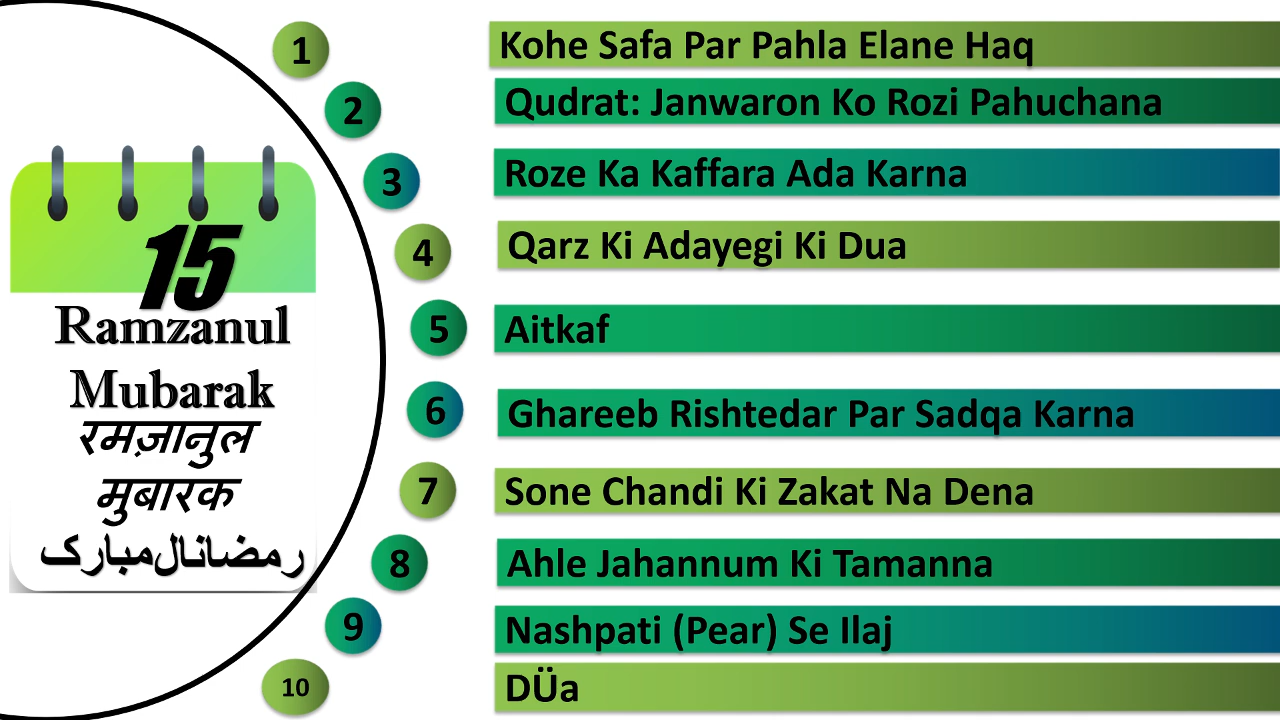 15
Ramzanul
Mubarak
रमज़ानुल
मुबारक
رمضانال مبارک
1 Kohe Safa Par Pahla Elane Haq
2 Qudrat: Janwaron Ko Rozi Pahuchana
3 Roze Ka Kaffara Ada Karna
4 Qarz Ki Adayegi Ki Dua
5 Aitkaf
6 Ghareeb Rishtedar Par Sadqa Karna
7 Sone Chandi Ki Zakat Na Dena
8 Ahle Jahannum Ki Tamanna
9 Nashpati (Pear) Se Ilaj
10 DÜa